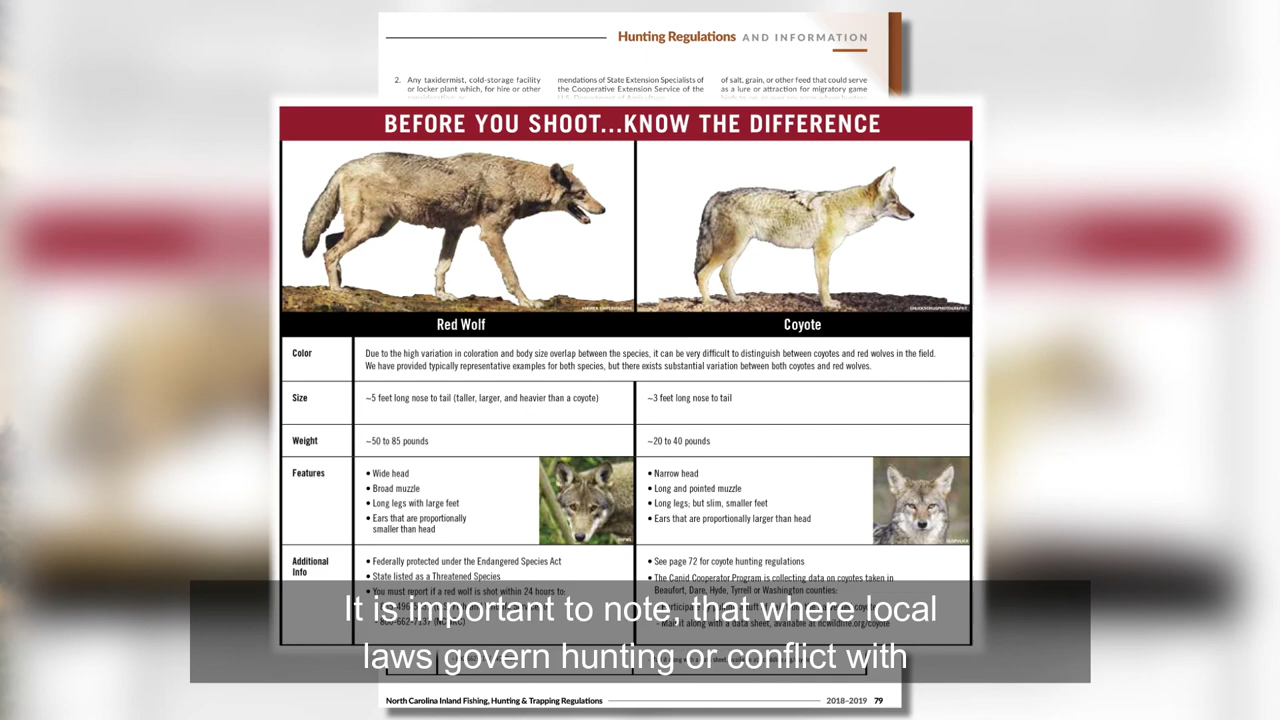 Hunting Regulations AND INFORMATION
2. Any taxidermist, cold-storage facility
or locker plant which, for hire or other
mendations of State Extension Specialists of
the Cooperative Extension Service of the
of salt, grain, or other feed that could serve
as a lure or attraction for migratory game
BEFORE YOU SHOOT...KNOW THE DIFFERENCE
Red Wolf
Coyote
Color
Due to the high variation in coloration and body size overlap between the species, it can be very difficult to distinguish between coyotes and red wolves in the field.
We have provided typically representative examples for both species, but there exists substantial variation between both coyotes and red wolves.
Size
~5 feet long nose to tail (taller, larger, and heavier than a coyote)
~3 feet long nose to tail
Weight
~50 to 85 pounds
~20 to 40 pounds
Features
• Wide head
• Broad muzzle
• Long legs with large feet
• Ears that are proportionally
smaller than head
• Narrow head
• Long and pointed muzzle
• Long legs; but slim, smaller feet
• Ears that are proportionally larger than head
Additional
Info
• Federally protected under the Endangered Species Act
• State listed as a Threatened Species
• You must report if a red wolf is shot within 24 hours to:
• See page 72 for coyote hunting regulations
• The Canid Cooperator Program is collecting data on coyotes taken in
Beaufort, Dare, Hyde, Tyrrell or Washington counties:
It is important to note, that where local
laws govern hunting or conflict with
North Carolina Inland Fishing, Hunting & Trapping Regulations
2018–2019 79